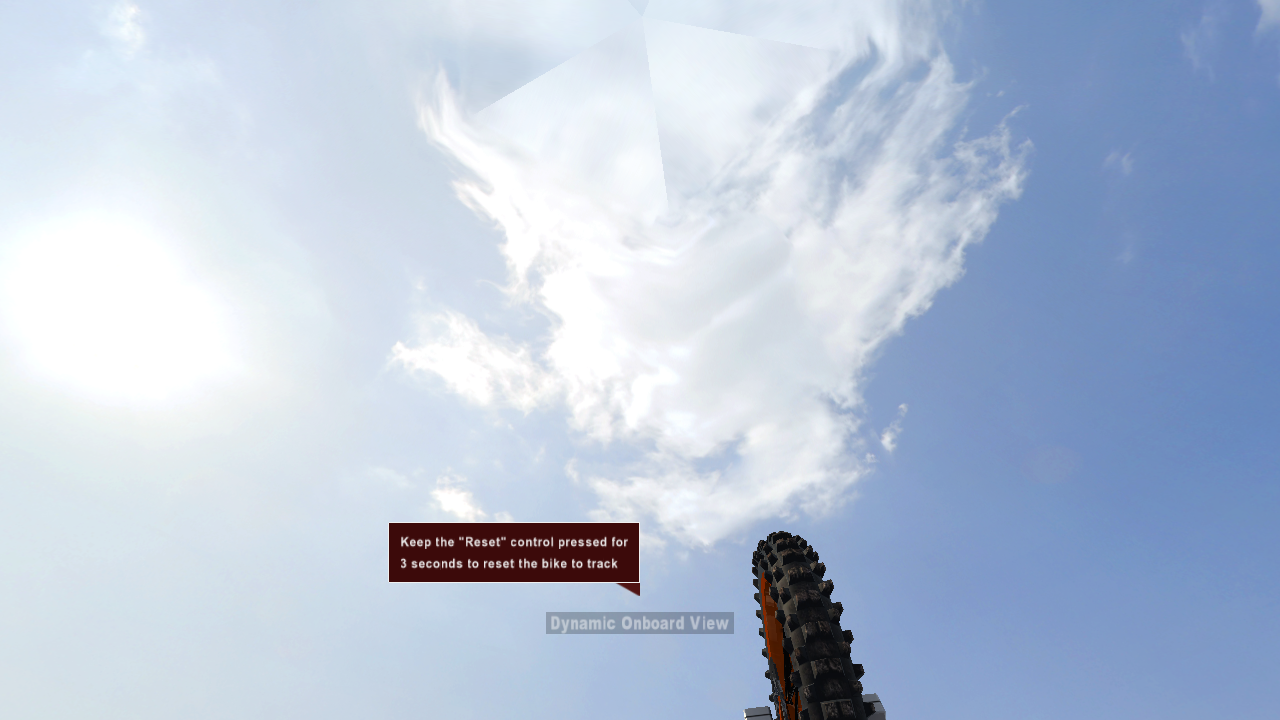 Keep the "Reset" control pressed for
3 seconds to reset the bike to track
Dynamic Onboard View